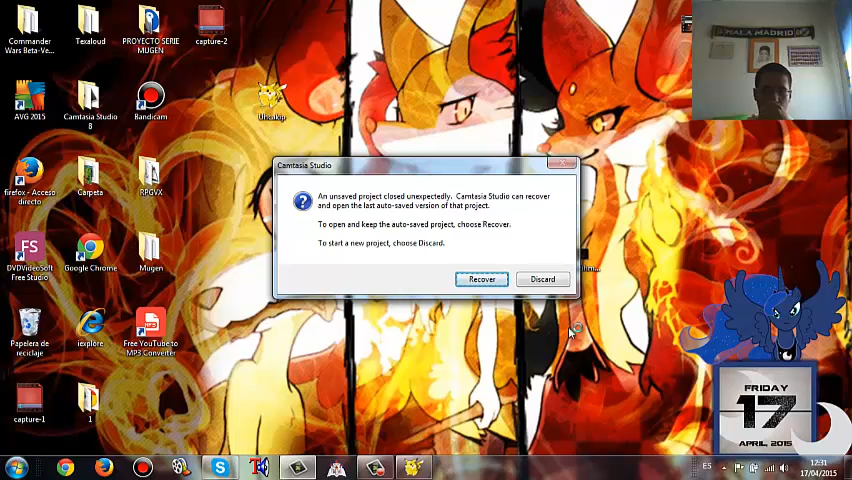 HALA MADRID
Commander Wars Beta-Ve...
Texaloud
PROYECTO SERIE MUGEN
capture-2
AVG 2015
Camtasia Studio 8
Bandicam
Uhcakip
firefox - Acceso directo
Carpeta
RPGVX
FS
DVDVideoSoft Free Studio
Google Chrome
Mugen
Papelera de reciclaje
iexplore
MP3
Free YouTube to MP3 Converter
capture-1
1
Camtasia Studio
An unsaved project closed unexpectedly. Camtasia Studio can recover
and open the last auto-saved version of that project.
To open and keep the auto-saved project, choose Recover.
To start a new project, choose Discard.
Recover
Discard
FRIDAY
17
APRIL, 2015
ES
12:31
17/04/2015